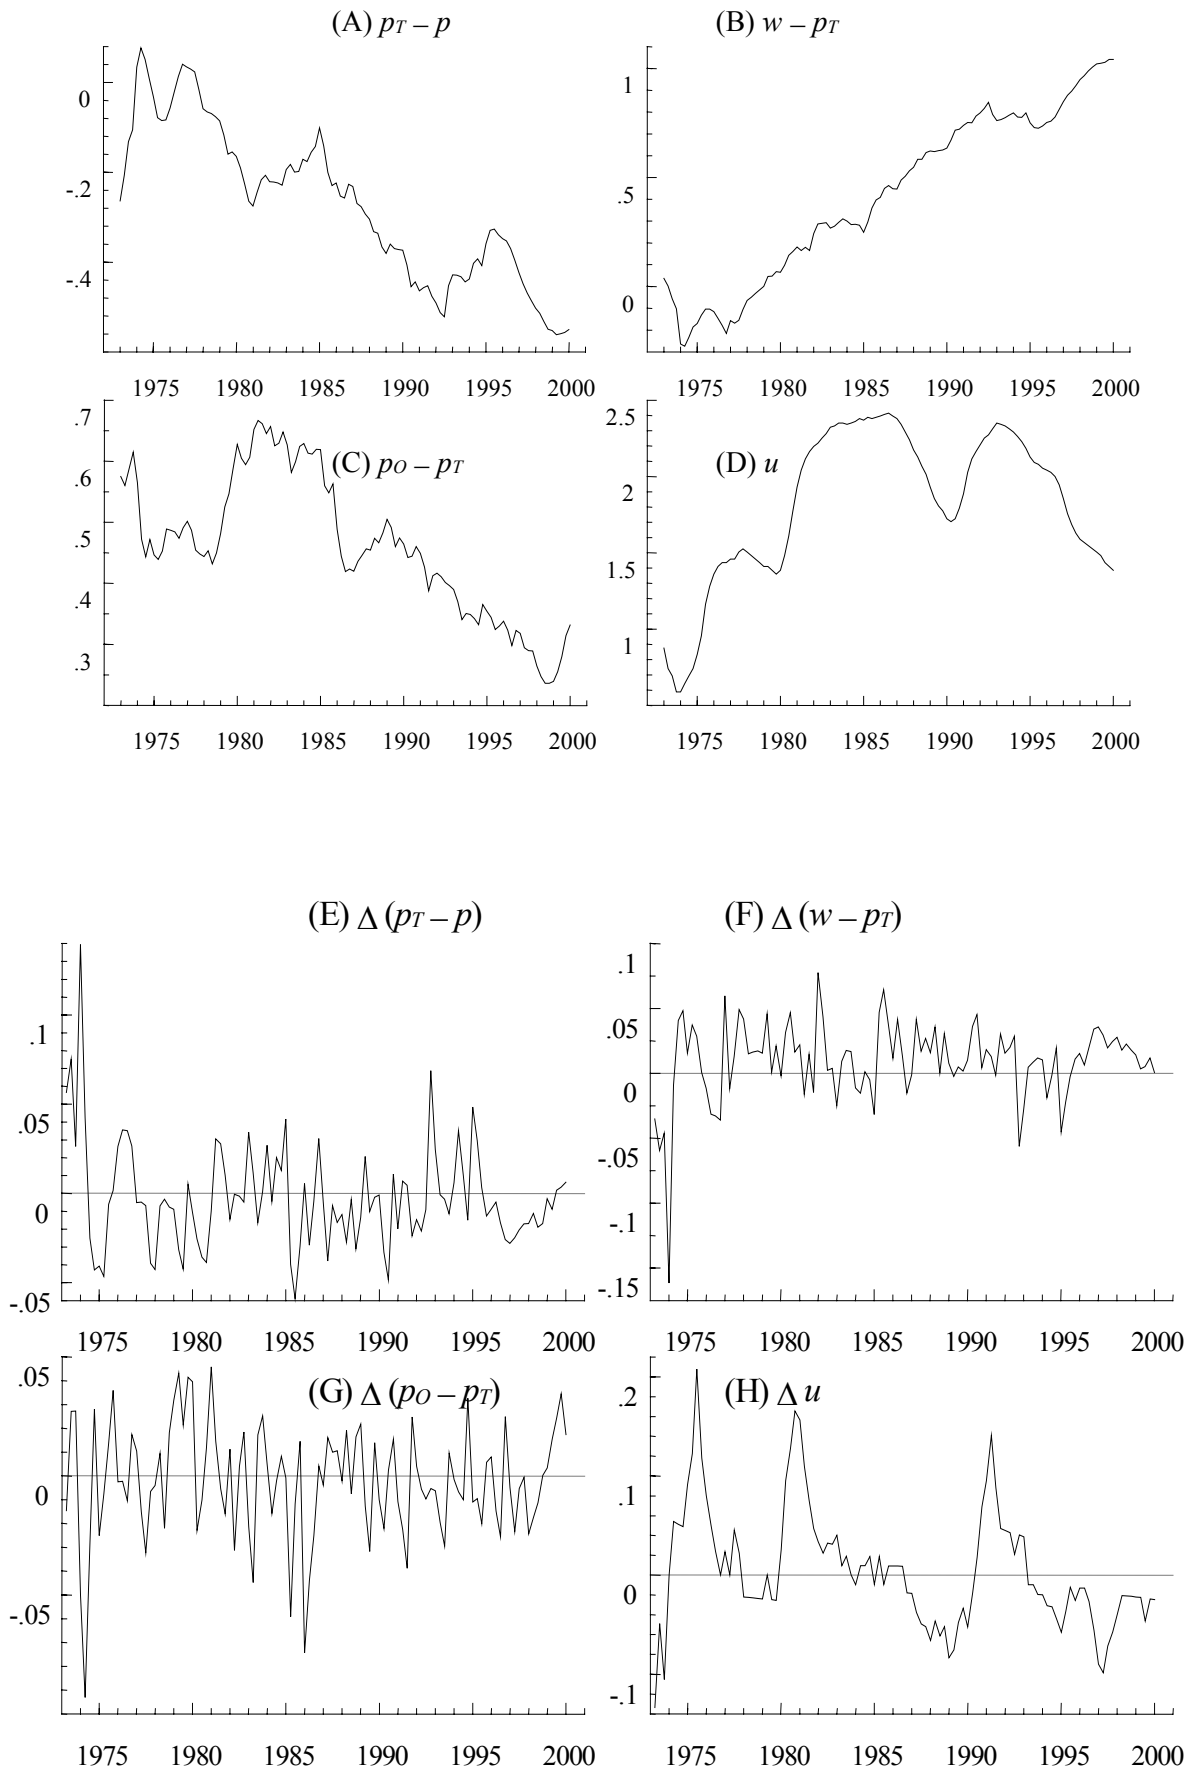 (A) pT – p
(B) w – pT
0
-.2
-.4
1
.5
0
1975 1980 1985 1990 1995 2000
1975 1980 1985 1990 1995 2000
.7
.6
.5
.4
.3
(C) pO – pT
2.5
2
1.5
1
(D) u
1975 1980 1985 1990 1995 2000
1975 1980 1985 1990 1995 2000
(E) Δ (pT – p)
(F) Δ (w – pT)
.1
.05
0
-.05
.1
.05
0
-.05
-.1
-.15
1975 1980 1985 1990 1995 2000
1975 1980 1985 1990 1995 2000
.05
0
-.05
(G) Δ (pO – pT)
.2
.1
0
-.1
(H) Δ u
1975 1980 1985 1990 1995 2000
1975 1980 1985 1990 1995 2000